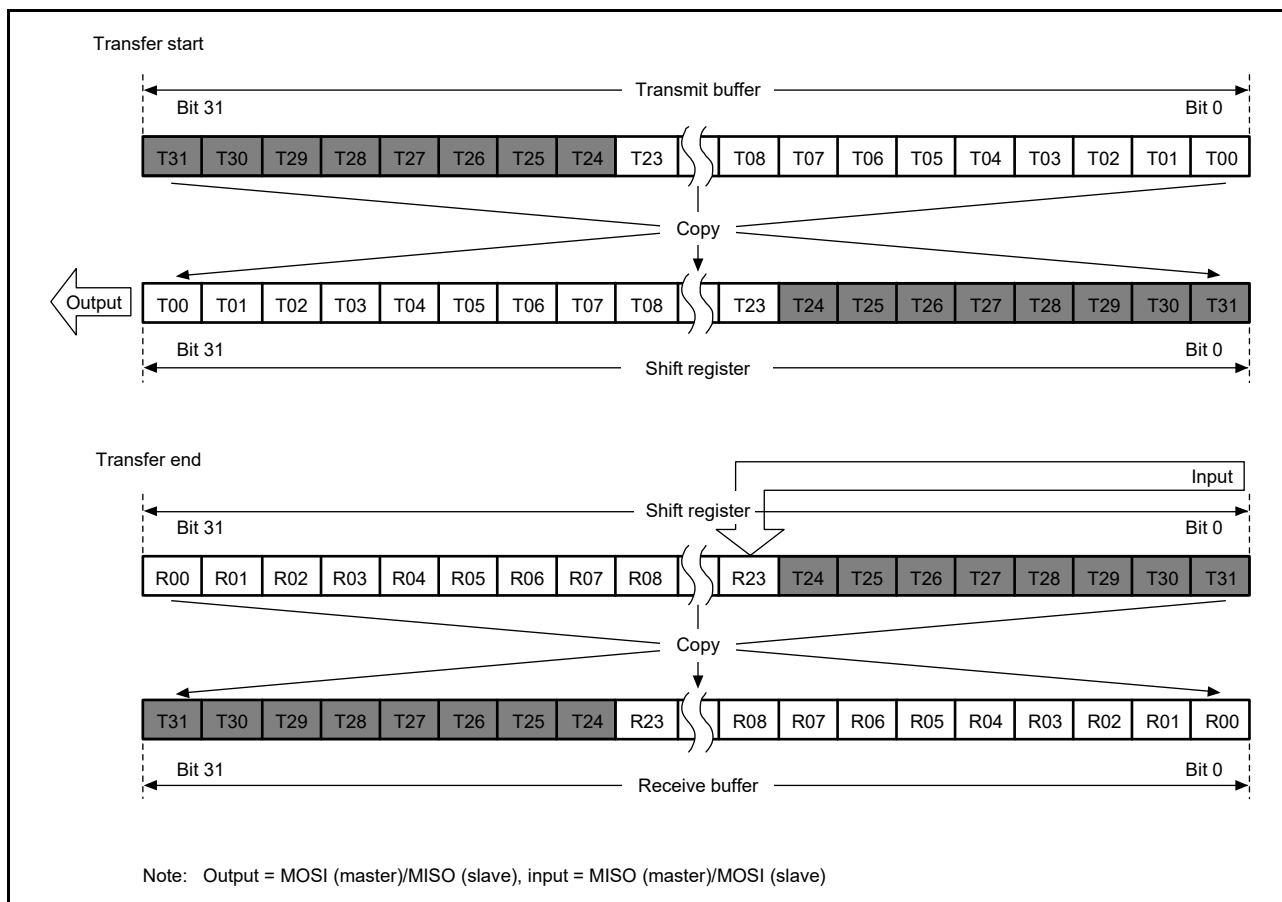 Transfer start
Transmit buffer
Bit 31 Bit 0
T31 T30 T29 T28 T27 T26 T25 T24 T23 T08 T07 T06 T05 T04 T03 T02 T01 T00
Copy
Output T00 T01 T02 T03 T04 T05 T06 T07 T08 T23 T24 T25 T26 T27 T28 T29 T30 T31
Bit 31 Bit 0
Shift register
Transfer end
Input
Shift register
Bit 31 Bit 0
R00 R01 R02 R03 R04 R05 R06 R07 R08 R23 T24 T25 T26 T27 T28 T29 T30 T31
Copy
T31 T30 T29 T28 T27 T26 T25 T24 R23 R08 R07 R06 R05 R04 R03 R02 R01 R00
Bit 31 Bit 0
Receive buffer
Note: Output = MOSI (master)/MISO (slave), input = MISO (master)/MOSI (slave)